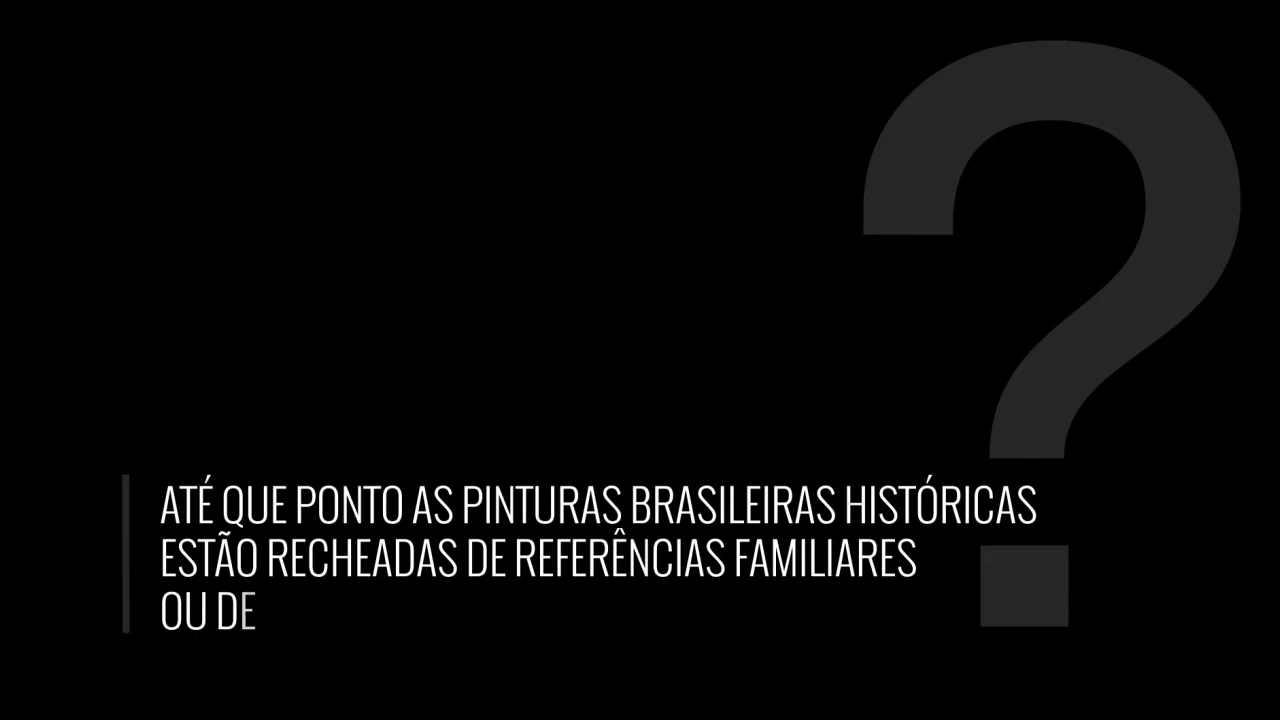 ATÉ QUE PONTO AS PINTURAS BRASILEIRAS HISTÓRICAS
ESTÃO RECHEADAS DE REFERÊNCIAS FAMILIARES
OU DE
?